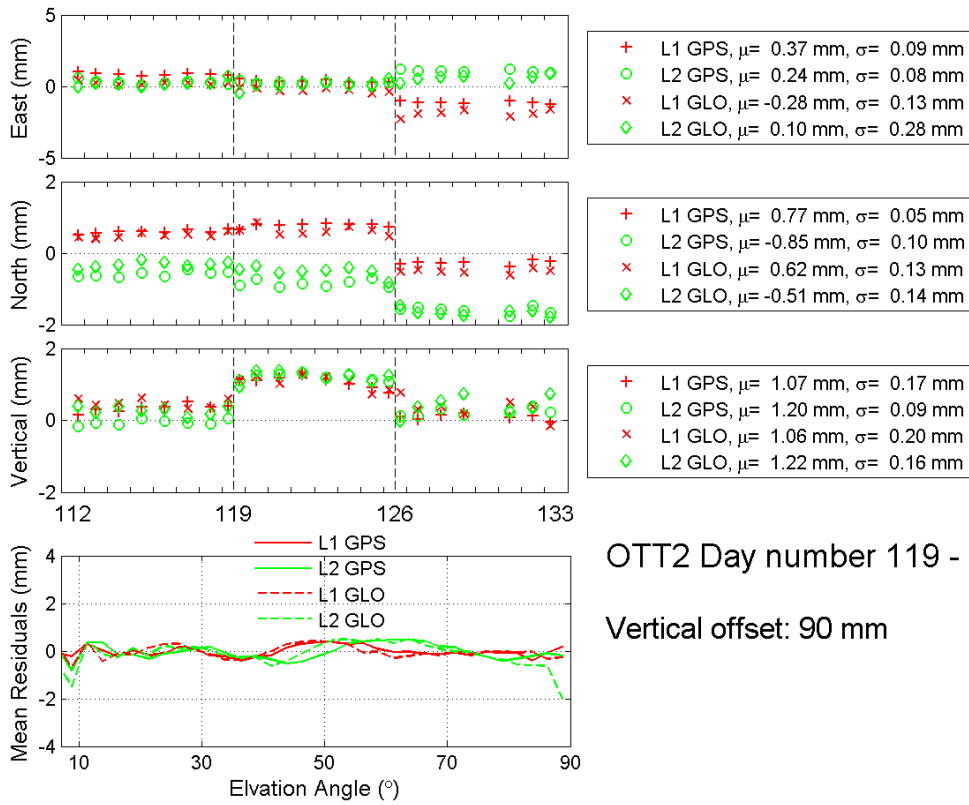 5
0
-5
East (mm)
+ L1 GPS, μ= 0.37 mm, σ= 0.09 mm
L2 GPS, μ= 0.24 mm, σ= 0.08 mm
× L1 GLO, μ= -0.28 mm, σ= 0.13 mm
L2 GLO, μ= 0.10 mm, σ= 0.28 mm
2
0
-2
North (mm)
+ L1 GPS, μ= 0.77 mm, σ= 0.05 mm
L2 GPS, μ= -0.85 mm, σ= 0.10 mm
× L1 GLO, μ= 0.62 mm, σ= 0.13 mm
L2 GLO, μ= -0.51 mm, σ= 0.14 mm
2
0
-2
Vertical (mm)
+ L1 GPS, μ= 1.07 mm, σ= 0.17 mm
L2 GPS, μ= 1.20 mm, σ= 0.09 mm
× L1 GLO, μ= 1.06 mm, σ= 0.20 mm
L2 GLO, μ= 1.22 mm, σ= 0.16 mm
112 119 126 133
L1 GPS
L2 GPS
L1 GLO
L2 GLO
4
2
0
-2
-4
Mean Residuals (mm)
10 30 50 70 90
Elvation Angle (°)
OTT2 Day number 119 -
Vertical offset: 90 mm